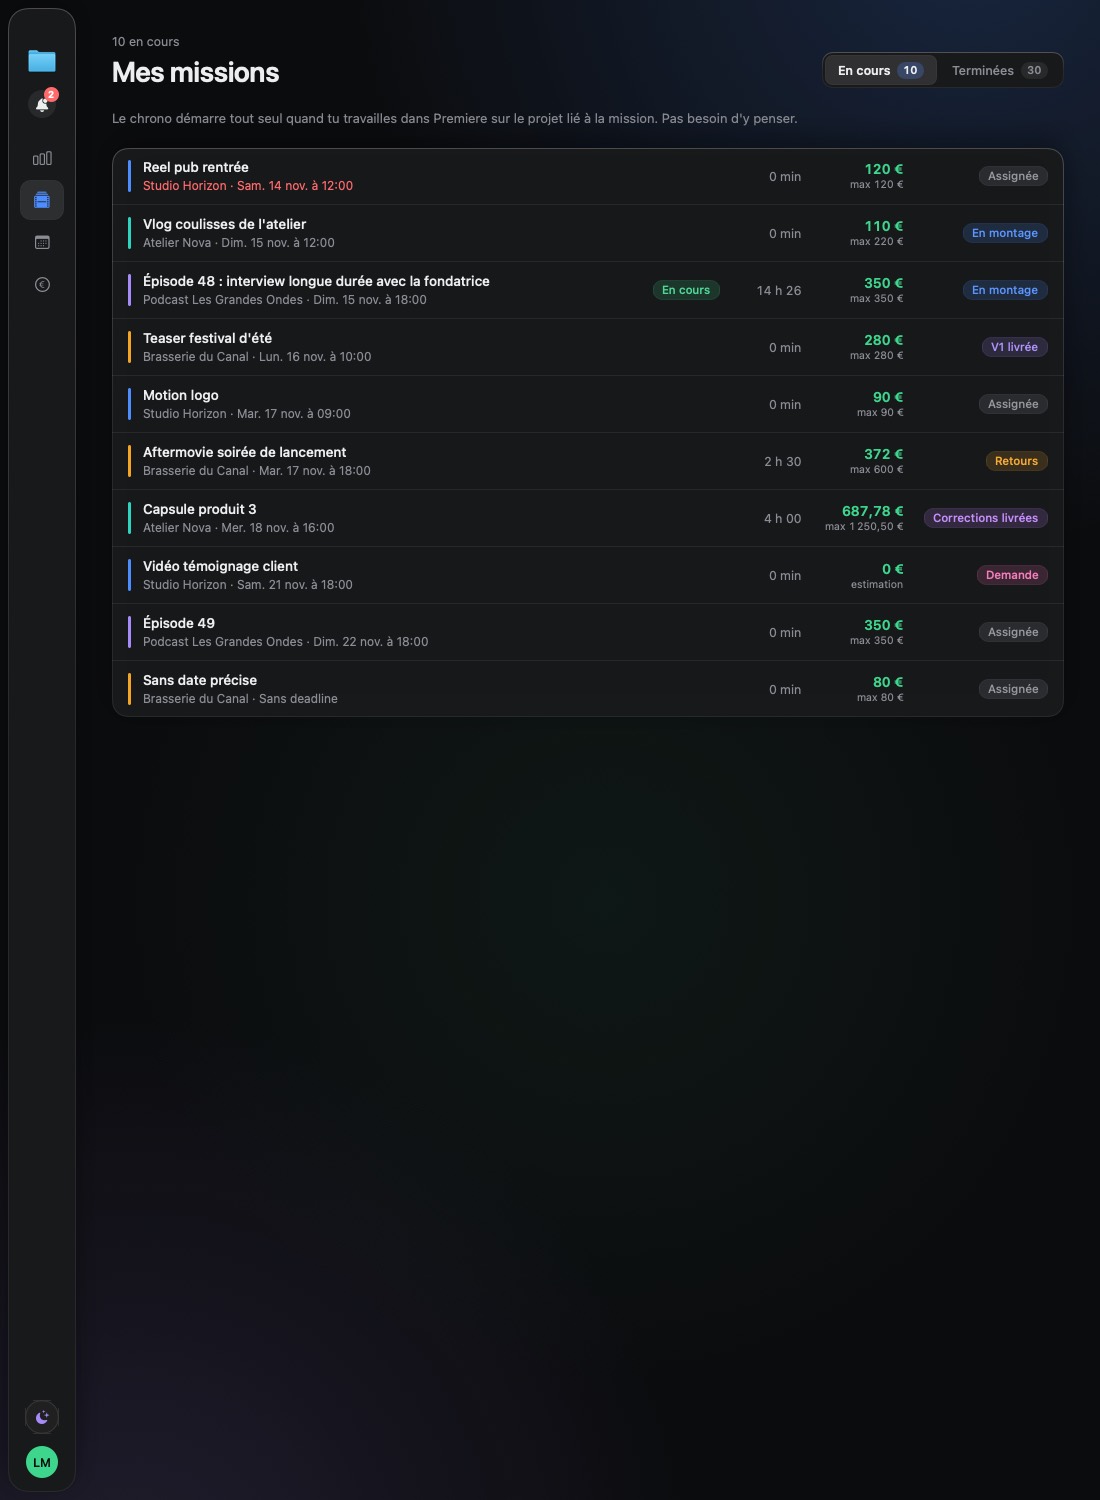 2
10 en cours
Mes missions
En cours 10 Terminées 30
Le chrono démarre tout seul quand tu travailles dans Premiere sur le projet lié à la mission. Pas besoin d'y penser.
Reel pub rentrée
Studio Horizon · Sam. 14 nov. à 12:00
0 min
120 €
max 120 €
Assignée
Vlog coulisses de l'atelier
Atelier Nova · Dim. 15 nov. à 12:00
0 min
110 €
max 220 €
En montage
Épisode 48 : interview longue durée avec la fondatrice
Podcast Les Grandes Ondes · Dim. 15 nov. à 18:00
En cours
14 h 26
350 €
max 350 €
En montage
Teaser festival d'été
Brasserie du Canal · Lun. 16 nov. à 10:00
0 min
280 €
max 280 €
V1 livrée
Motion logo
Studio Horizon · Mar. 17 nov. à 09:00
0 min
90 €
max 90 €
Assignée
Aftermovie soirée de lancement
Brasserie du Canal · Mar. 17 nov. à 18:00
2 h 30
372 €
max 600 €
Retours
Capsule produit 3
Atelier Nova · Mer. 18 nov. à 16:00
4 h 00
687,78 €
max 1 250,50 €
Corrections livrées
Vidéo témoignage client
Studio Horizon · Sam. 21 nov. à 18:00
0 min
0 €
estimation
Demande
Épisode 49
Podcast Les Grandes Ondes · Dim. 22 nov. à 18:00
0 min
350 €
max 350 €
Assignée
Sans date précise
Brasserie du Canal · Sans deadline
0 min
80 €
max 80 €
Assignée
LM